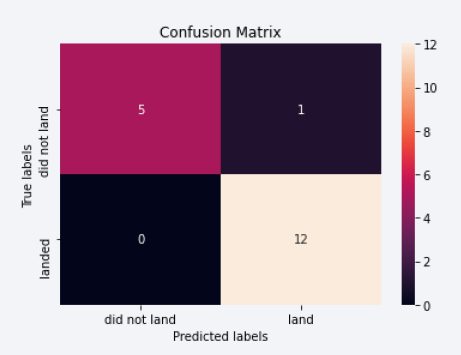 Confusion Matrix
True labels
did not land
landed
5
1
0
12
did not land
land
Predicted labels
12
10
8
6
4
2
0